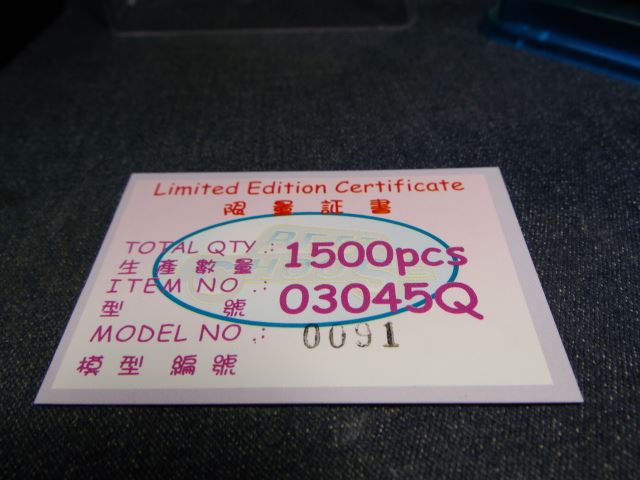 Limited Edition Certificate
限量証書
TOTAL QTY.: 1500pcs
生產數量
ITEM NO.: 03045Q
型號
MODEL NO.: 0091
模型編號